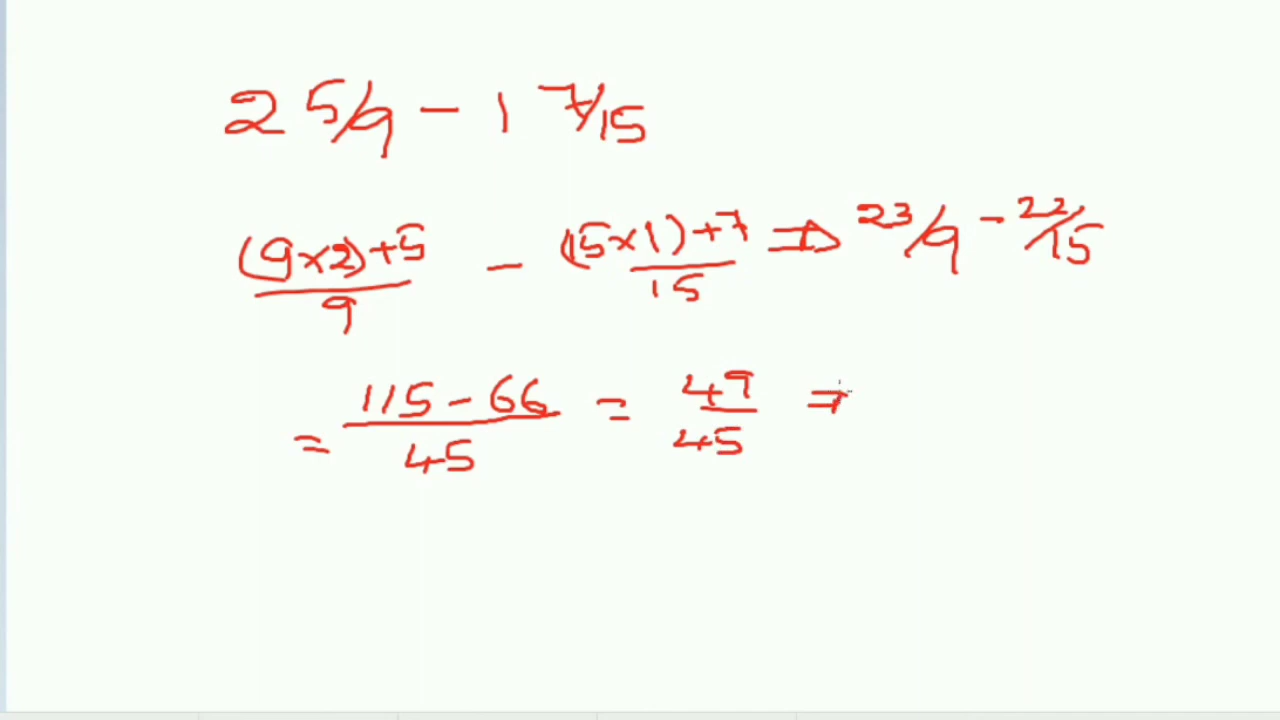 2 5/9 - 1 7/15
(9×2)+5/9 - (15×1)+7/15 ⇒ 23/9 - 22/15
= 115-66/45 = 49/45 ⇒